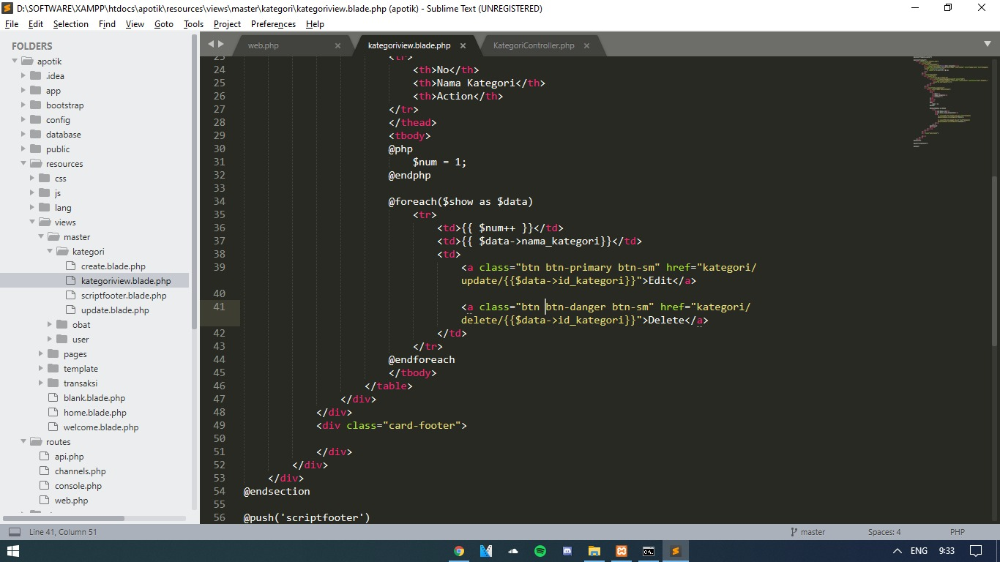 D:\SOFTWARE\XAMPP\htdocs\apotik\resources\views\master\kategori\kategoriview.blade.php (apotik) - Sublime Text (UNREGISTERED)
File Edit Selection Find View Goto Tools Project Preferences Help
FOLDERS
apotik
.idea
app
bootstrap
config
database
public
resources
css
js
lang
views
master
kategori
create.blade.php
kategoriview.blade.php
scriptfooter.blade.php
update.blade.php
obat
user
pages
template
transaksi
blank.blade.php
home.blade.php
welcome.blade.php
routes
api.php
channels.php
console.php
web.php
web.php kategoriview.blade.php KategoriController.php
23 <tr>
24 <th>No</th>
25 <th>Nama Kategori</th>
26 <th>Action</th>
27 </tr>
28 </thead>
29 <tbody>
30 @php
31 $num = 1;
32 @endphp
33
34 @foreach($show as $data)
35 <tr>
36 <td>{{ $num++ }}</td>
37 <td>{{ $data->nama_kategori}}</td>
38 <td>
39 <a class="btn btn-primary btn-sm" href="kategori/
update/{{$data->id_kategori}}">Edit</a>
40
41 <a class="btn btn-danger btn-sm" href="kategori/
delete/{{$data->id_kategori}}">Delete</a>
42 </td>
43 </tr>
44 @endforeach
45 </tbody>
46 </table>
47 </div>
48 </div>
49 <div class="card-footer">
50
51 </div>
52 </div>
53 </div>
54 @endsection
55
56 @push('scriptfooter')
Line 41, Column 51 master Spaces: 4 PHP
ENG 9:33